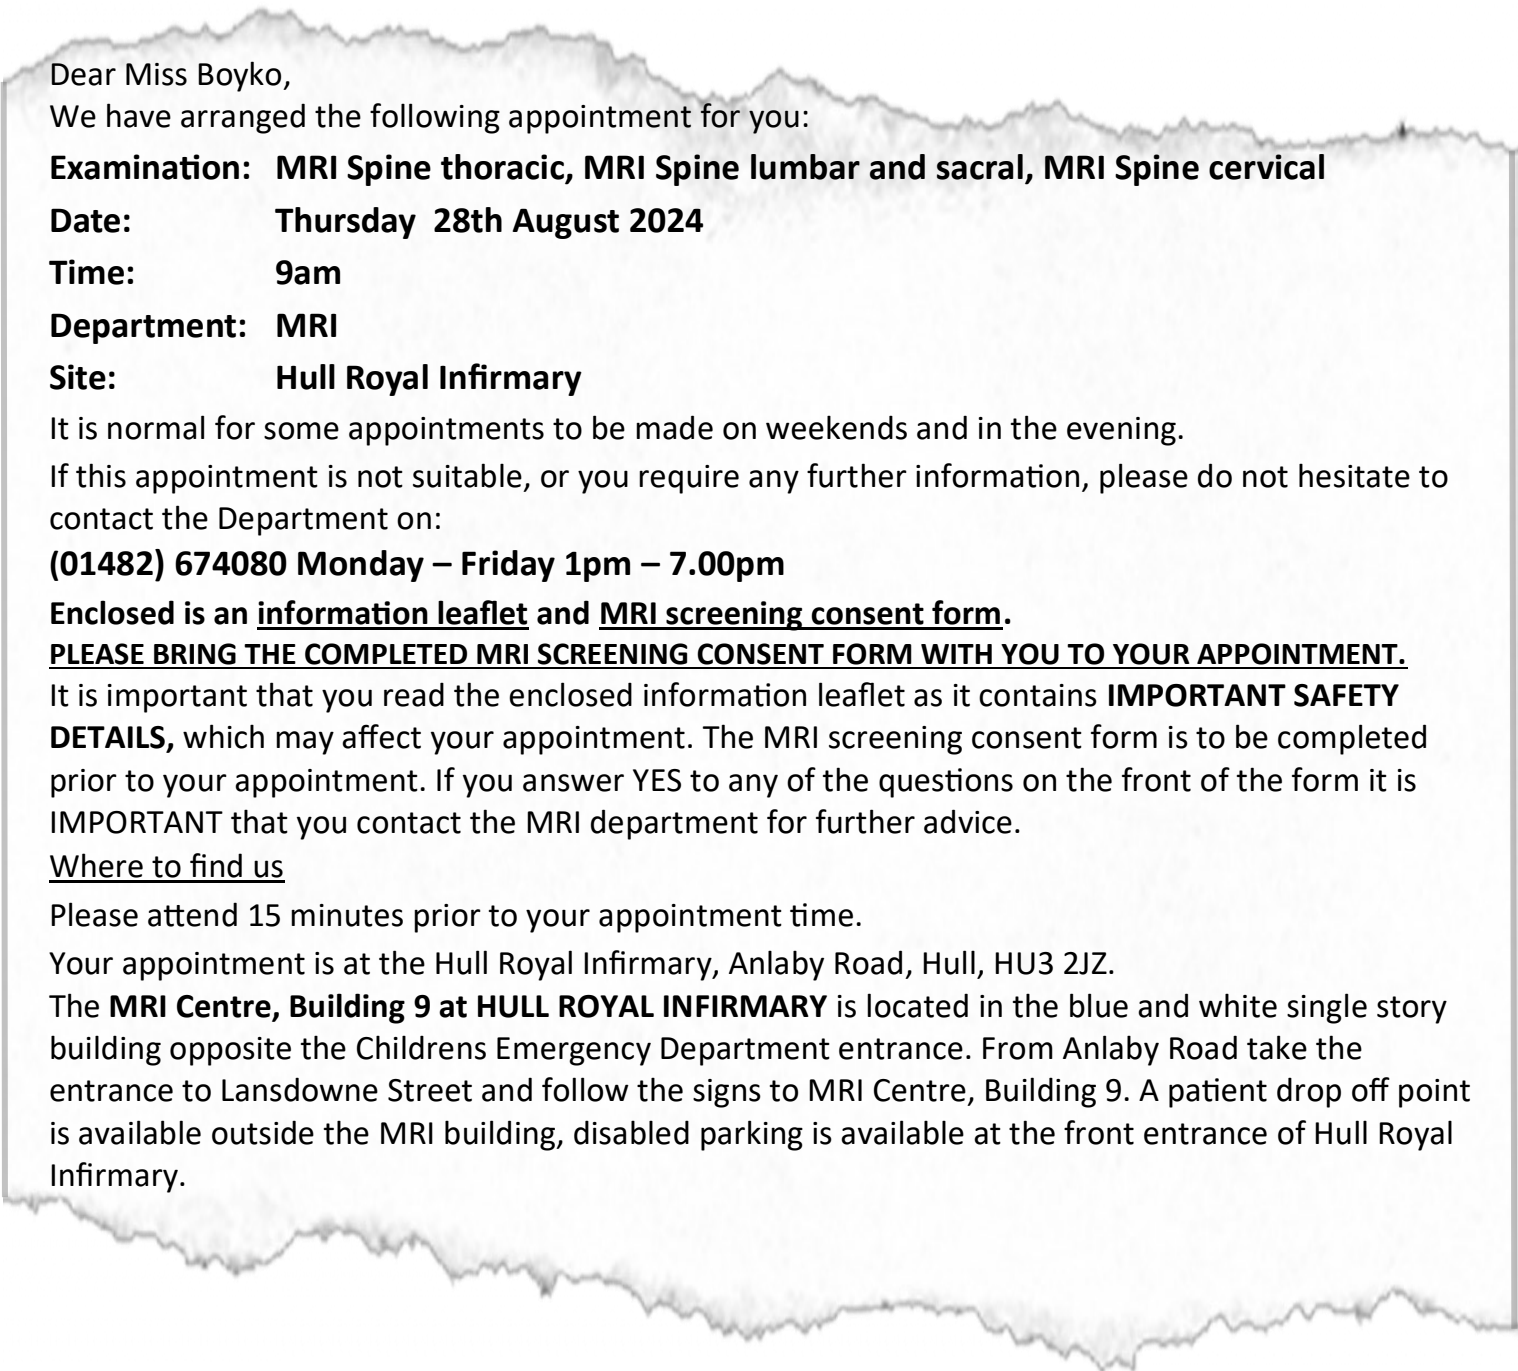 Dear Miss Boyko,
We have arranged the following appointment for you:
Examination: MRI Spine thoracic, MRI Spine lumbar and sacral, MRI Spine cervical
Date: Thursday 28th August 2024
Time: 9am
Department: MRI
Site: Hull Royal Infirmary
It is normal for some appointments to be made on weekends and in the evening.
If this appointment is not suitable, or you require any further information, please do not hesitate to
contact the Department on:
(01482) 674080 Monday – Friday 1pm – 7.00pm
Enclosed is an information leaflet and MRI screening consent form.
PLEASE BRING THE COMPLETED MRI SCREENING CONSENT FORM WITH YOU TO YOUR APPOINTMENT.
It is important that you read the enclosed information leaflet as it contains IMPORTANT SAFETY
DETAILS, which may affect your appointment. The MRI screening consent form is to be completed
prior to your appointment. If you answer YES to any of the questions on the front of the form it is
IMPORTANT that you contact the MRI department for further advice.
Where to find us
Please attend 15 minutes prior to your appointment time.
Your appointment is at the Hull Royal Infirmary, Anlaby Road, Hull, HU3 2JZ.
The MRI Centre, Building 9 at HULL ROYAL INFIRMARY is located in the blue and white single story
building opposite the Childrens Emergency Department entrance. From Anlaby Road take the
entrance to Lansdowne Street and follow the signs to MRI Centre, Building 9. A patient drop off point
is available outside the MRI building, disabled parking is available at the front entrance of Hull Royal
Infirmary.